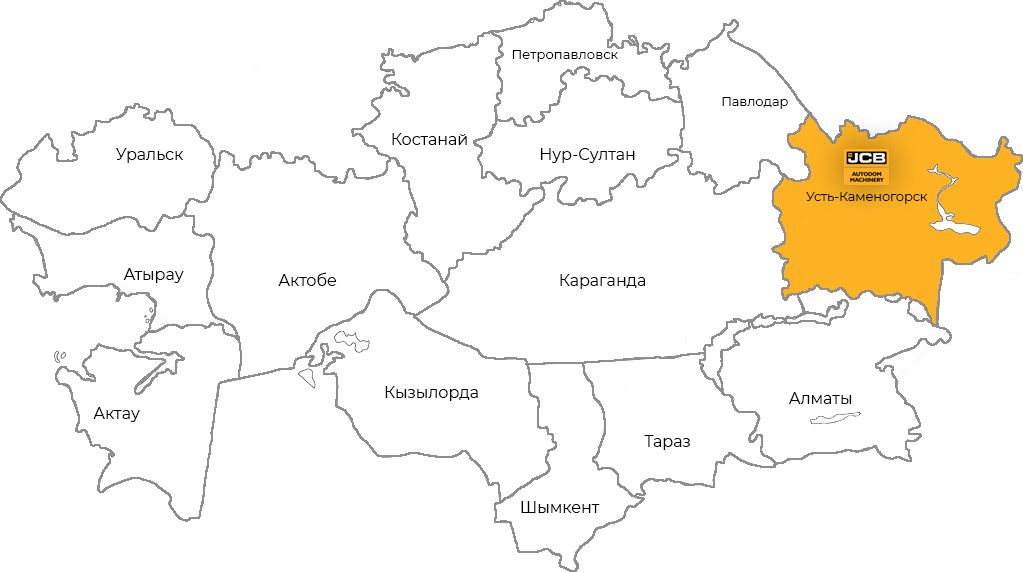 Петропавловск
Павлодар
Костанай
Уральск
Нур-Султан
JCB
AUTODOM
MACHINERY
Усть-Каменогорск
Атырау
Актобе
Караганда
Кызылорда
Алматы
Актау
Тараз
Шымкент